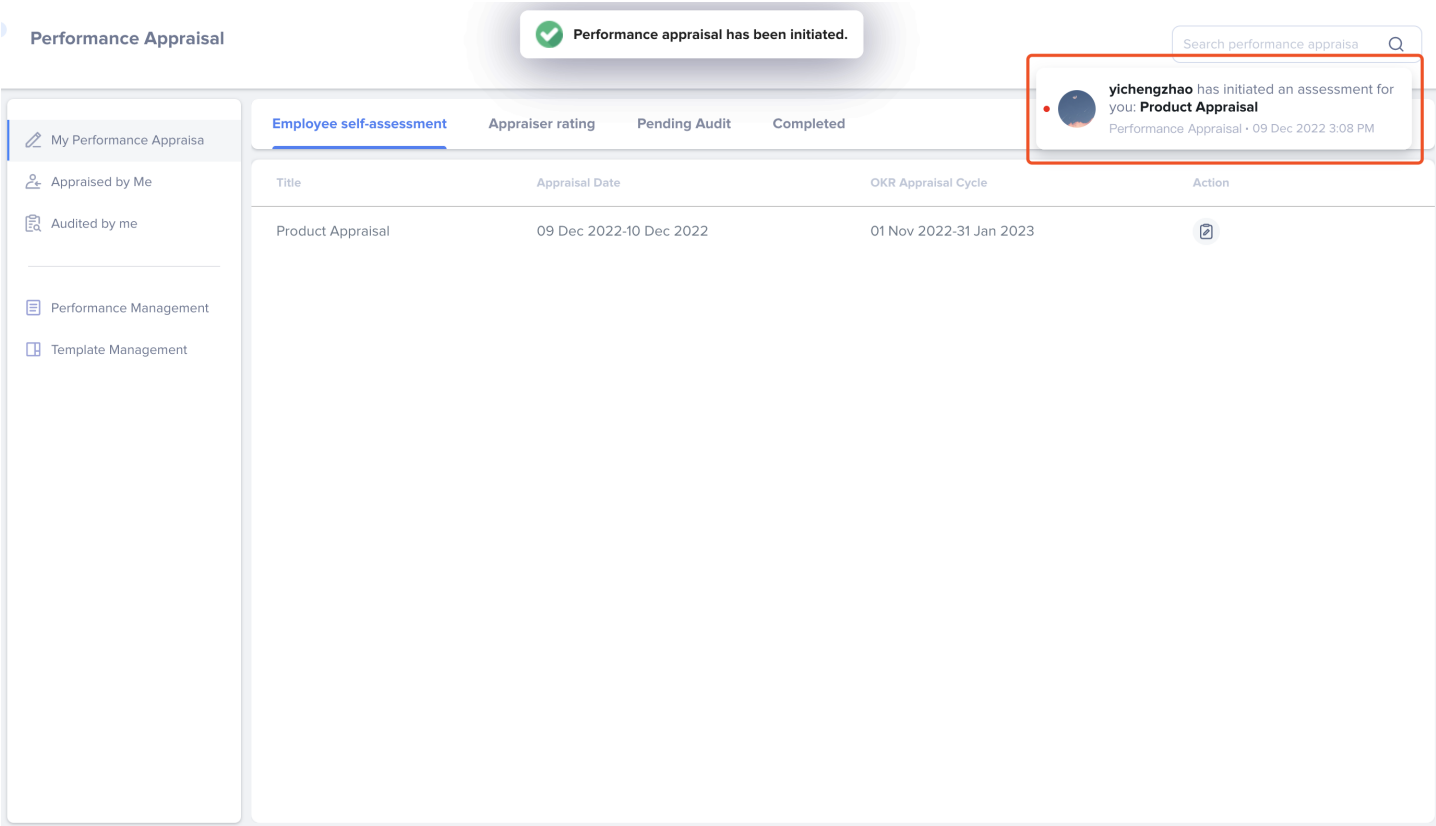 Performance Appraisal
Performance appraisal has been initiated.
Search performance appraisa
yichengzhao has initiated an assessment for
you: Product Appraisal
Performance Appraisal • 09 Dec 2022 3:08 PM
My Performance Appraisa
Appraised by Me
Audited by me
Performance Management
Template Management
Employee self-assessment Appraiser rating Pending Audit Completed
Title Appraisal Date OKR Appraisal Cycle Action
Product Appraisal 09 Dec 2022-10 Dec 2022 01 Nov 2022-31 Jan 2023